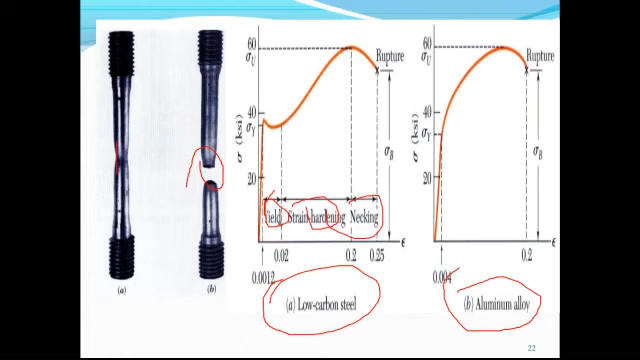 (a)
(b)
60
σU
40
σY
20
σ (ksi)
Rupture
σB
Yield
Strain-hardening
Necking
ϵ
0.02
0.2
0.25
0.0012
(a) Low-carbon steel
60
σU
40
σY
20
σ (ksi)
Rupture
σB
ϵ
0.2
0.004
(b) Aluminum alloy
22